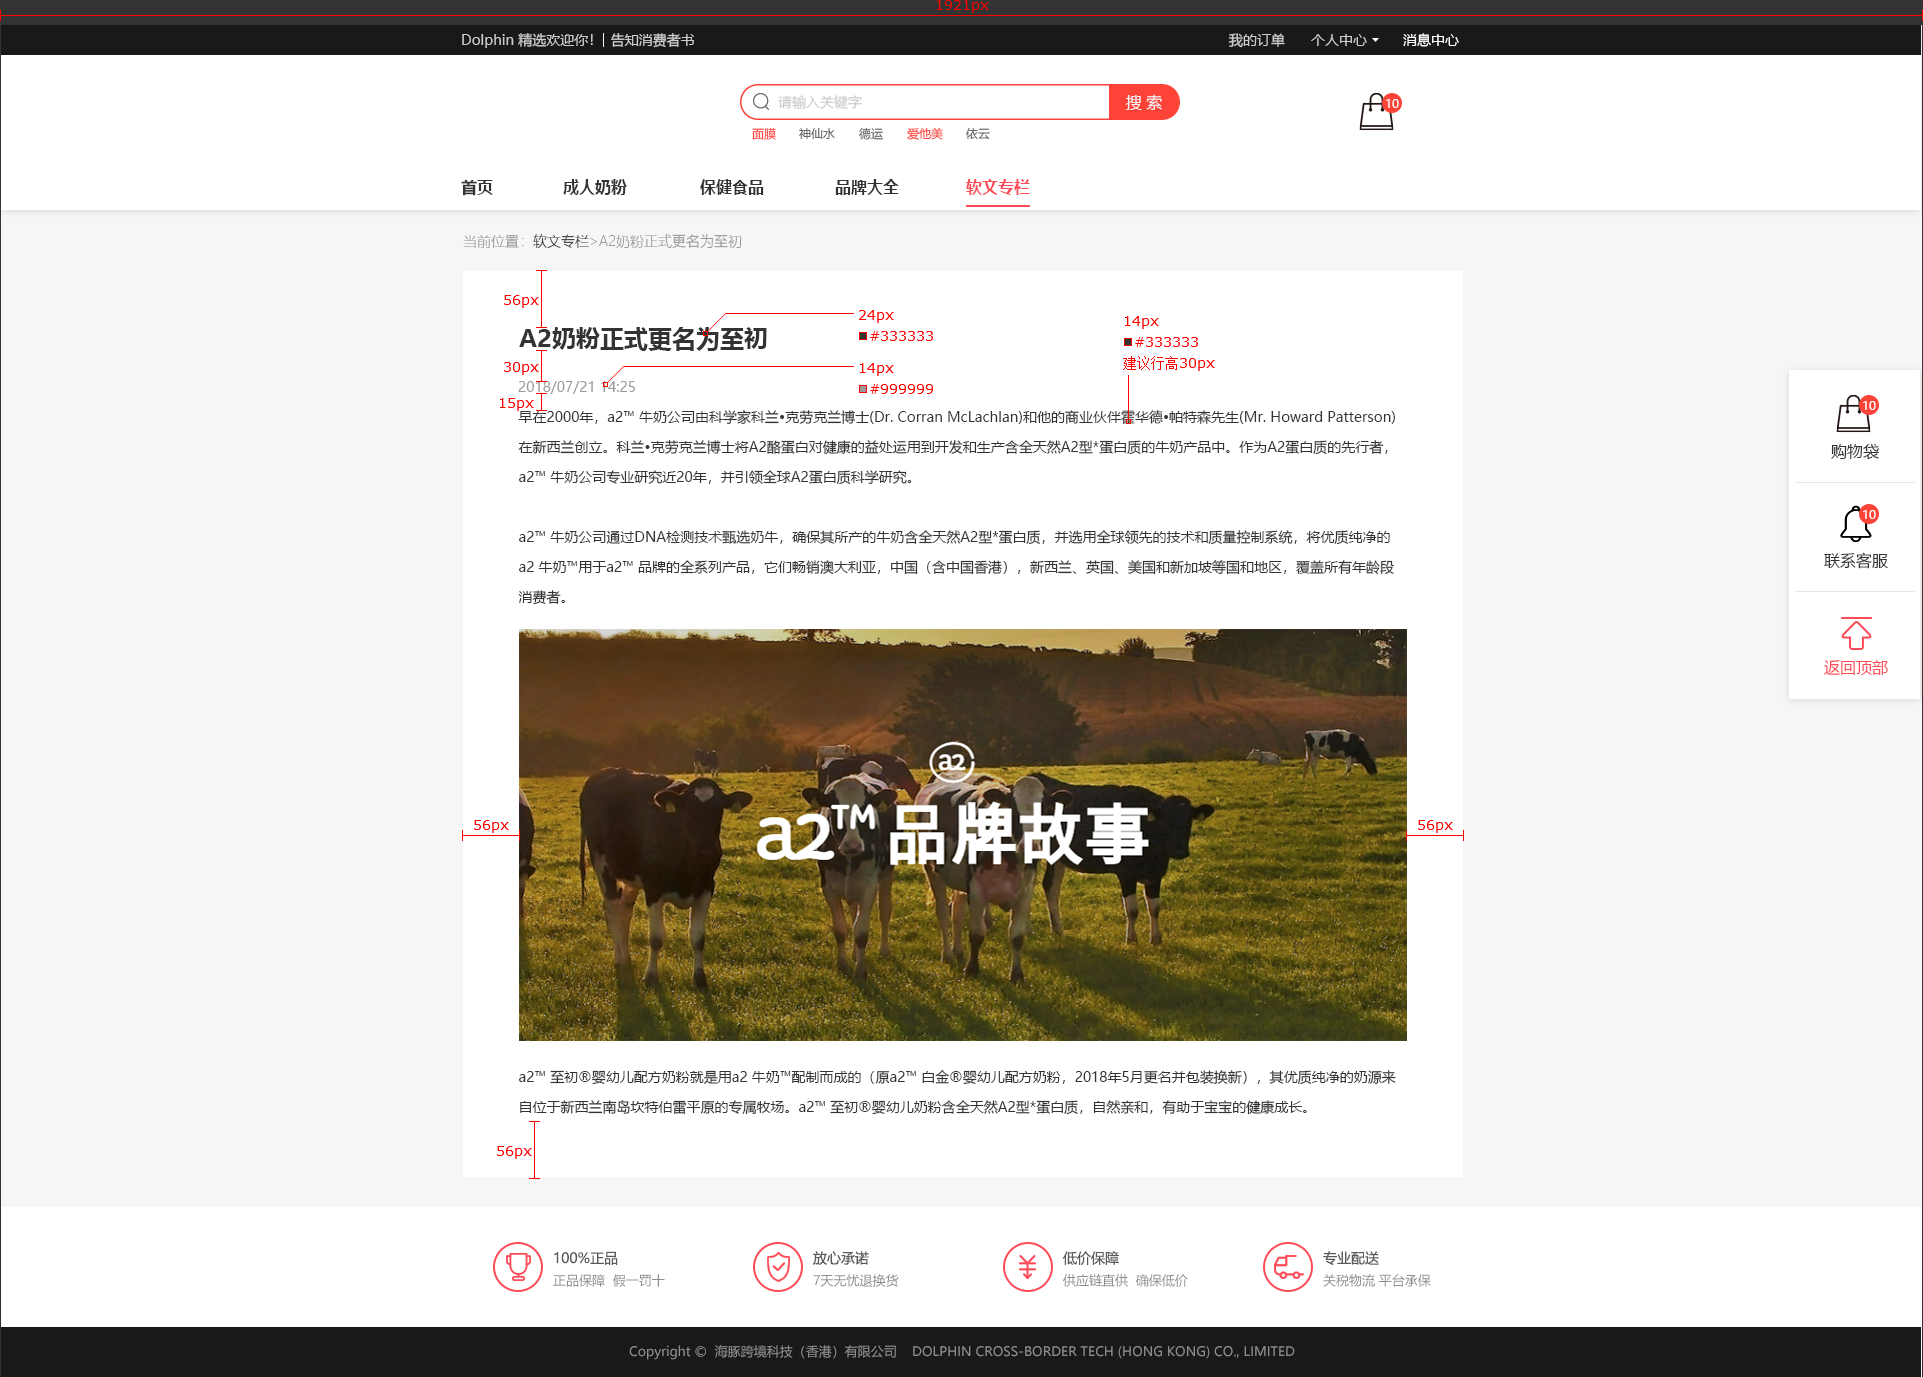 1921px
Dolphin 精选欢迎你！| 告知消费者书
我的订单 个人中心 消息中心
请输入关键字 搜 索
10
面膜 神仙水 德运 爱他美 依云
首页 成人奶粉 保健食品 品牌大全 软文专栏
当前位置：软文专栏>A2奶粉正式更名为至初
56px
A2奶粉正式更名为至初
24px
#333333
14px
#333333
建议行高30px
30px
14px
#999999
2018/07/21 14:25
15px
早在2000年，a2™ 牛奶公司由科学家科兰•克劳克兰博士(Dr. Corran McLachlan)和他的商业伙伴霍华德•帕特森先生(Mr. Howard Patterson)
在新西兰创立。科兰•克劳克兰博士将A2酪蛋白对健康的益处运用到开发和生产含全天然A2型*蛋白质的牛奶产品中。作为A2蛋白质的先行者，
a2™ 牛奶公司专业研究近20年，并引领全球A2蛋白质科学研究。
a2™ 牛奶公司通过DNA检测技术甄选奶牛，确保其所产的牛奶含全天然A2型*蛋白质，并选用全球领先的技术和质量控制系统，将优质纯净的
a2 牛奶™用于a2™ 品牌的全系列产品，它们畅销澳大利亚，中国（含中国香港），新西兰、英国、美国和新加坡等国和地区，覆盖所有年龄段
消费者。
10
购物袋
10
联系客服
返回顶部
a2
a2™ 品牌故事
56px
56px
a2™ 至初®婴幼儿配方奶粉就是用a2 牛奶™配制而成的（原a2™ 白金®婴幼儿配方奶粉，2018年5月更名并包装换新），其优质纯净的奶源来
自位于新西兰南岛坎特伯雷平原的专属牧场。a2™ 至初®婴幼儿奶粉含全天然A2型*蛋白质，自然亲和，有助于宝宝的健康成长。
56px
100%正品
正品保障 假一罚十
放心承诺
7天无忧退换货
低价保障
供应链直供 确保低价
专业配送
关税物流 平台承保
Copyright © 海豚跨境科技（香港）有限公司 DOLPHIN CROSS-BORDER TECH (HONG KONG) CO., LIMITED